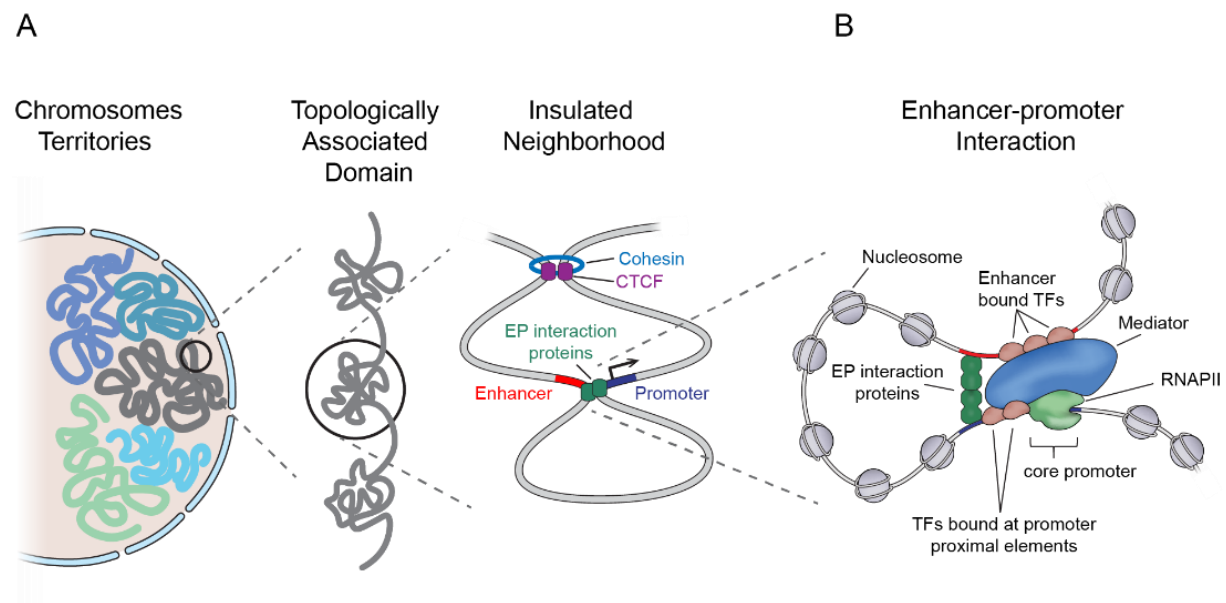 A
B
Chromosomes
Territories
Topologically
Associated
Domain
Insulated
Neighborhood
Enhancer-promoter
Interaction
Cohesin
CTCF
EP interaction
proteins
Enhancer
Promoter
Nucleosome
Enhancer
bound TFs
Mediator
EP interaction
proteins
RNAPII
core promoter
TFs bound at promoter
proximal elements